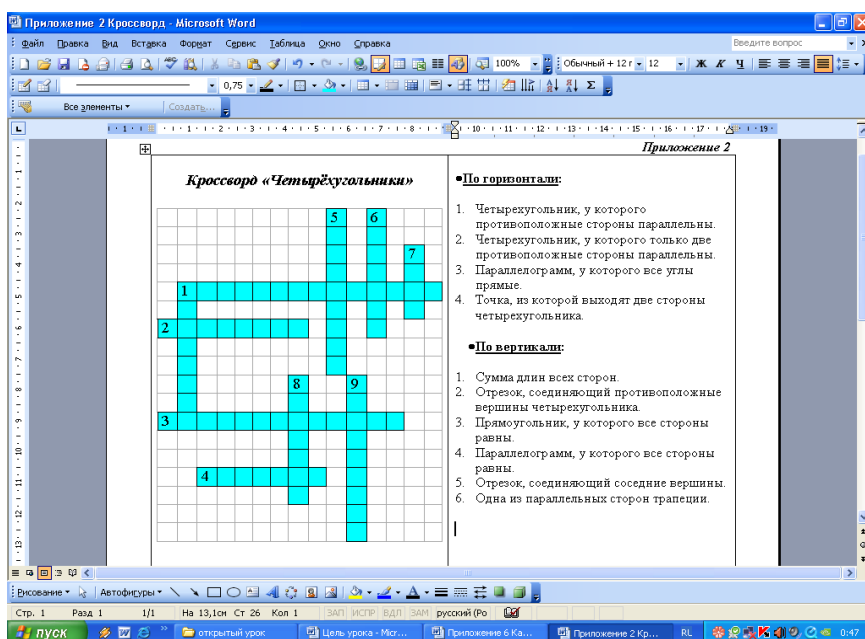 Приложение 2 Кроссворд - Microsoft Word
Файл Правка Вид Вставка Формат Сервис Таблица Окно Справка
Введите вопрос
100% Обычный + 12 г 12 Ж К Ч
0,75
Все элементы Создать...
Приложение 2
Кроссворд «Четырёхугольники»
5 6
7
1
2
8 9
3
4
По горизонтали:
1. Четырехугольник, у которого
противоположные стороны параллельны.
2. Четырехугольник, у которого только две
противоположные стороны параллельны.
3. Параллелограмм, у которого все углы
прямые.
4. Точка, из которой выходят две стороны
четырехугольника.
По вертикали:
1. Сумма длин всех сторон.
2. Отрезок, соединяющий противоположные
вершины четырехугольника.
3. Прямоугольник, у которого все стороны
равны.
4. Параллелограмм, у которого все стороны
равны.
5. Отрезок, соединяющий соседние вершины.
6. Одна из параллельных сторон трапеции.
Рисование Автофигуры
Стр. 1 Разд 1 1/1 На 13,1см Ст 26 Кол 1 ЗАП ИСПР ВДЛ ЗАМ русский (Ро
пуск открытый урок Цель урока - Micr... Приложение 6 Ка... Приложение 2 Кр... RL 0:47